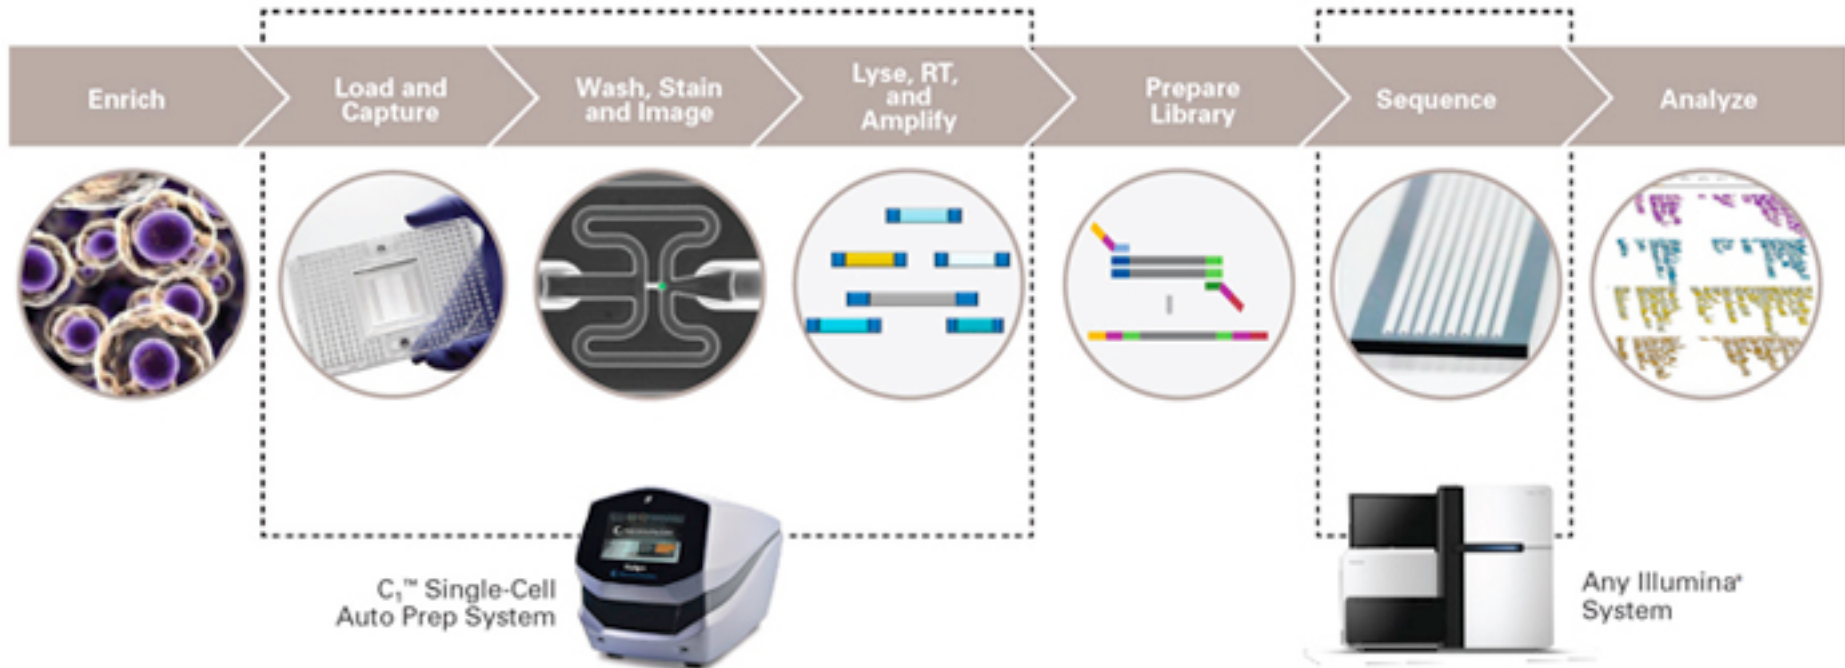 Enrich
Load and
Capture
Wash, Stain
and Image
Lyse, RT,
and
Amplify
Prepare
Library
Sequence
Analyze
C₁™ Single-Cell
Auto Prep System
Any Illumina®
System